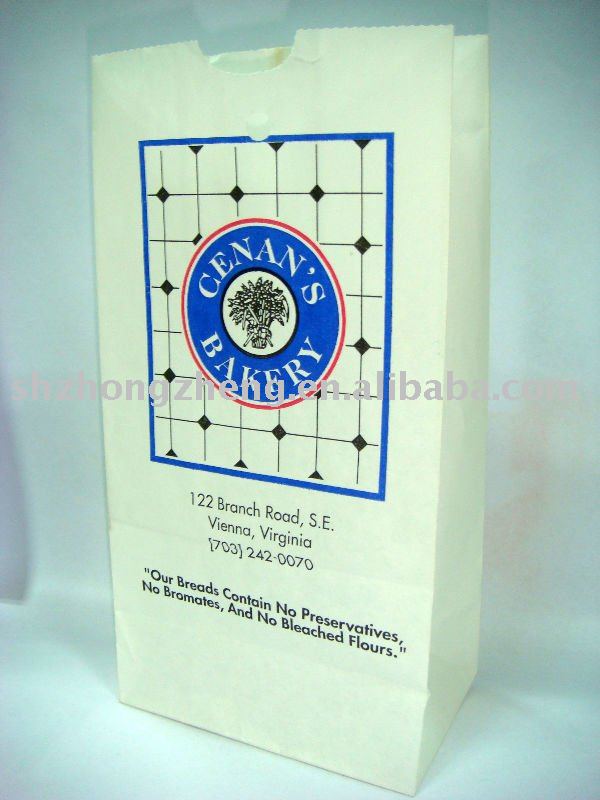 CENAN'S
BAKERY
shzhongzheng.en.alibaba.com
122 Branch Road, S.E.
Vienna, Virginia
(703) 242-0070
"Our Breads Contain No Preservatives,
No Bromates, And No Bleached Flours."